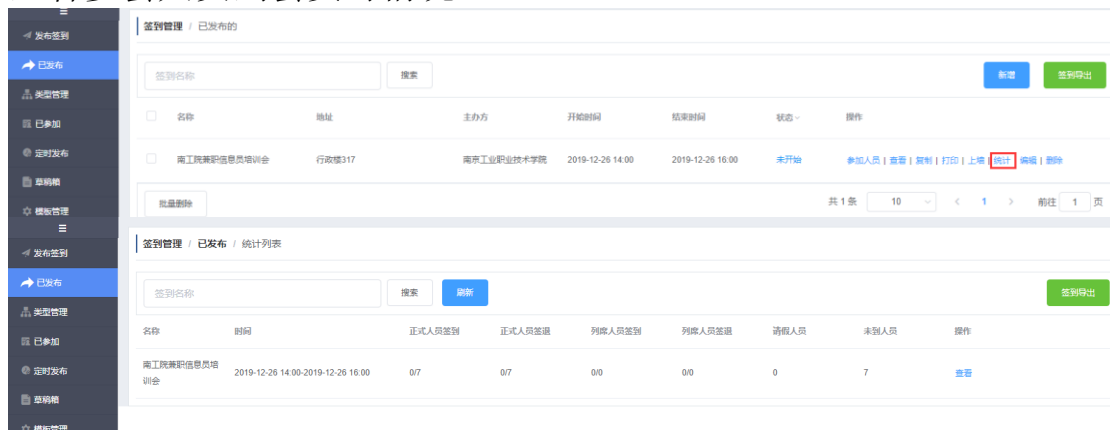 发布签到
已发布
类型管理
已参加
定时发布
草稿箱
模板管理
签到管理 / 已发布的
签到名称 搜索 新增 签到导出
名称 地址 主办方 开始时间 结束时间 状态 操作
南工院兼职信息员培训会 行政楼317 南京工业职业技术学院 2019-12-26 14:00 2019-12-26 16:00 未开始 参加人员 | 查看 | 复制 | 打印 | 上墙 | 统计 | 编辑 | 删除
批量删除 共 1 条 10 < 1 > 前往 1 页
发布签到
已发布
类型管理
已参加
定时发布
草稿箱
模板管理
签到管理 / 已发布 / 统计列表
签到名称 搜索 刷新 签到导出
名称 时间 正式人员签到 正式人员签退 列席人员签到 列席人员签退 请假人员 未到人员 操作
南工院兼职信息员培
训会 2019-12-26 14:00-2019-12-26 16:00 0/7 0/7 0/0 0/0 0 7 查看